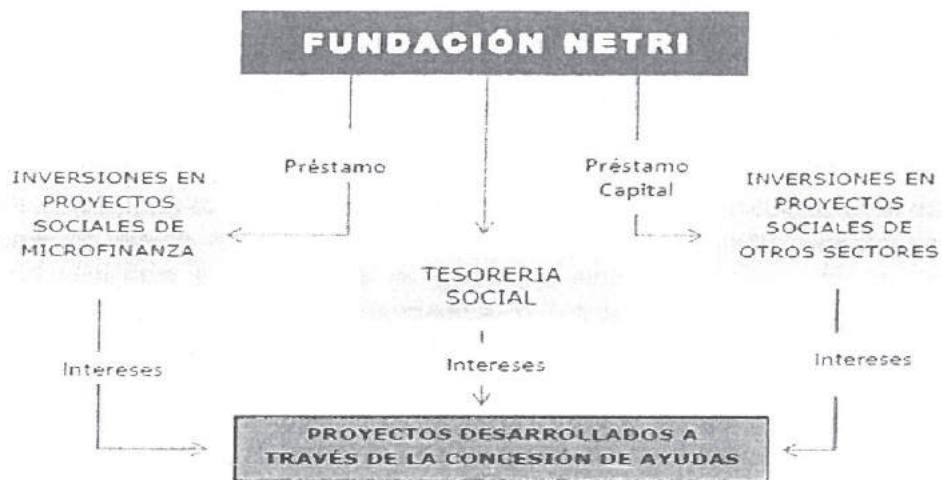 FUNDACIÓN NETRI
Préstamo
Préstamo
Capital
INVERSIONES EN
PROYECTOS
SOCIALES DE
MICROFINANZA
INVERSIONES EN
PROYECTOS
SOCIALES DE
OTROS SECTORES
TESORERIA
SOCIAL
Intereses
Intereses
Intereses
PROYECTOS DESARROLLADOS A
TRAVÉS DE LA CONCESIÓN DE AYUDAS